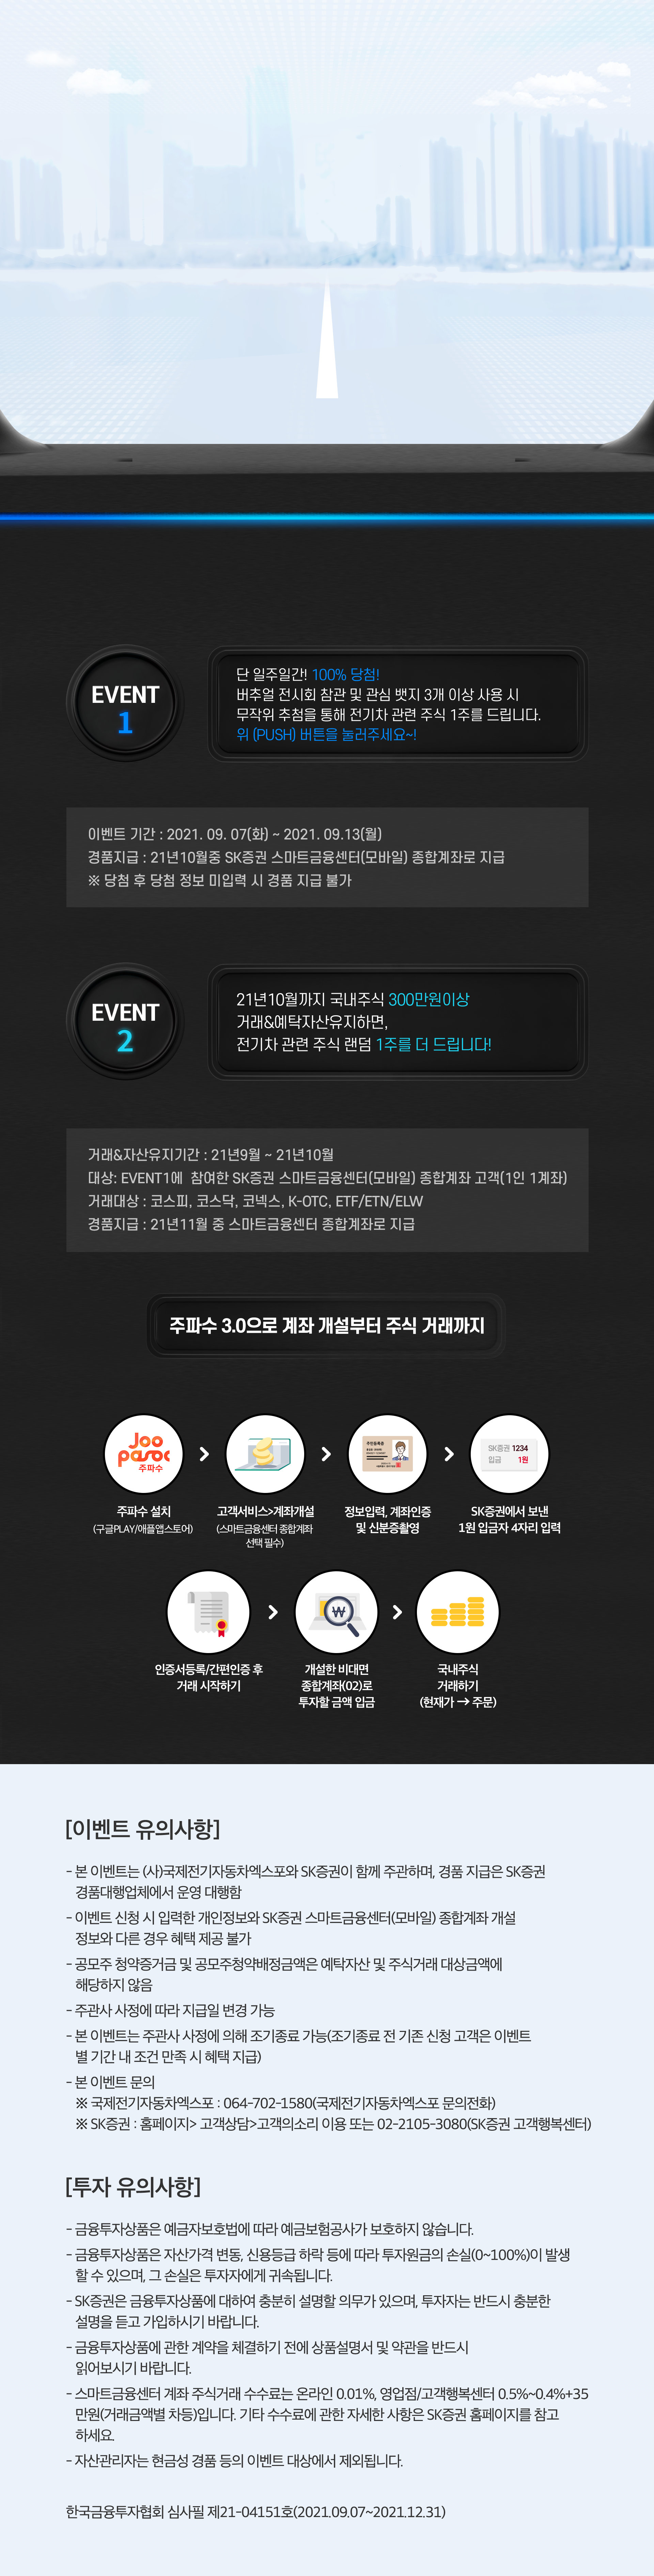 EVENT
1
단 일주일간! 100% 당첨!
버추얼 전시회 참관 및 관심 뱃지 3개 이상 사용 시
무작위 추첨을 통해 전기차 관련 주식 1주를 드립니다.
위 (PUSH) 버튼을 눌러주세요~!
이벤트 기간 : 2021. 09. 07(화) ~ 2021. 09.13(월)
경품지급 : 21년10월중 SK증권 스마트금융센터(모바일) 종합계좌로 지급
※ 당첨 후 당첨 정보 미입력 시 경품 지급 불가
EVENT
2
21년10월까지 국내주식 300만원이상
거래&예탁자산유지하면,
전기차 관련 주식 랜덤 1주를 더 드립니다!
거래&자산유지기간 : 21년9월 ~ 21년10월
대상: EVENT1에 참여한 SK증권 스마트금융센터(모바일) 종합계좌 고객(1인 1계좌)
거래대상 : 코스피, 코스닥, 코넥스, K-OTC, ETF/ETN/ELW
경품지급 : 21년11월 중 스마트금융센터 종합계좌로 지급
주파수 3.0으로 계좌 개설부터 주식 거래까지
Joo
pasoo
주파수
주민등록증
SK증권 1234
입금 1원
주파수 설치
(구글PLAY/애플앱스토어)
고객서비스>계좌개설
(스마트금융센터 종합계좌
선택 필수)
정보입력, 계좌인증
및 신분증촬영
SK증권에서 보낸
1원 입금자 4자리 입력
₩
인증서등록/간편인증 후
거래 시작하기
개설한 비대면
종합계좌(02)로
투자할 금액 입금
국내주식
거래하기
(현재가 → 주문)
[이벤트 유의사항]
- 본 이벤트는 (사)국제전기자동차엑스포와 SK증권이 함께 주관하며, 경품 지급은 SK증권
경품대행업체에서 운영 대행함
- 이벤트 신청 시 입력한 개인정보와 SK증권 스마트금융센터(모바일) 종합계좌 개설
정보와 다른 경우 혜택 제공 불가
- 공모주 청약증거금 및 공모주청약배정금액은 예탁자산 및 주식거래 대상금액에
해당하지 않음
- 주관사 사정에 따라 지급일 변경 가능
- 본 이벤트는 주관사 사정에 의해 조기종료 가능(조기종료 전 기존 신청 고객은 이벤트
별 기간 내 조건 만족 시 혜택 지급)
- 본 이벤트 문의
※ 국제전기자동차엑스포 : 064-702-1580(국제전기자동차엑스포 문의전화)
※ SK증권 : 홈페이지> 고객상담>고객의소리 이용 또는 02-2105-3080(SK증권 고객행복센터)
[투자 유의사항]
- 금융투자상품은 예금자보호법에 따라 예금보험공사가 보호하지 않습니다.
- 금융투자상품은 자산가격 변동, 신용등급 하락 등에 따라 투자원금의 손실(0~100%)이 발생
할 수 있으며, 그 손실은 투자자에게 귀속됩니다.
- SK증권은 금융투자상품에 대하여 충분히 설명할 의무가 있으며, 투자자는 반드시 충분한
설명을 듣고 가입하시기 바랍니다.
- 금융투자상품에 관한 계약을 체결하기 전에 상품설명서 및 약관을 반드시
읽어보시기 바랍니다.
- 스마트금융센터 계좌 주식거래 수수료는 온라인 0.01%, 영업점/고객행복센터 0.5%~0.4%+35
만원(거래금액별 차등)입니다. 기타 수수료에 관한 자세한 사항은 SK증권 홈페이지를 참고
하세요.
- 자산관리자는 현금성 경품 등의 이벤트 대상에서 제외됩니다.
한국금융투자협회 심사필 제21-04151호(2021.09.07~2021.12.31)